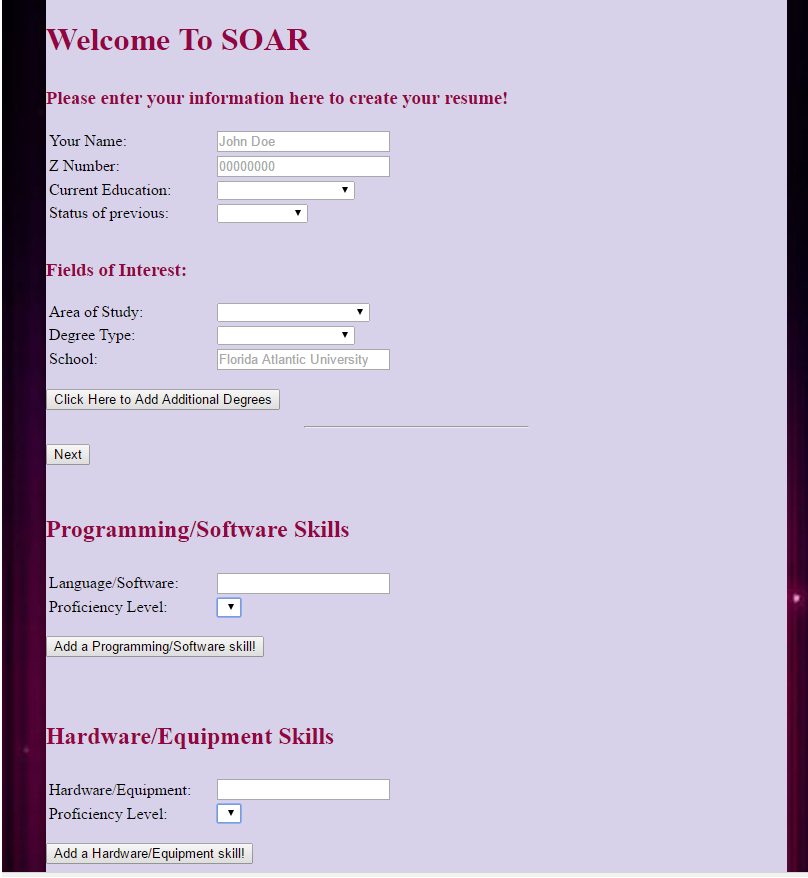 Welcome To SOAR
Please enter your information here to create your resume!
Your Name: John Doe
Z Number: 00000000
Current Education:
Status of previous:
Fields of Interest:
Area of Study:
Degree Type:
School: Florida Atlantic University
Click Here to Add Additional Degrees
Next
Programming/Software Skills
Language/Software:
Proficiency Level:
Add a Programming/Software skill!
Hardware/Equipment Skills
Hardware/Equipment:
Proficiency Level:
Add a Hardware/Equipment skill!